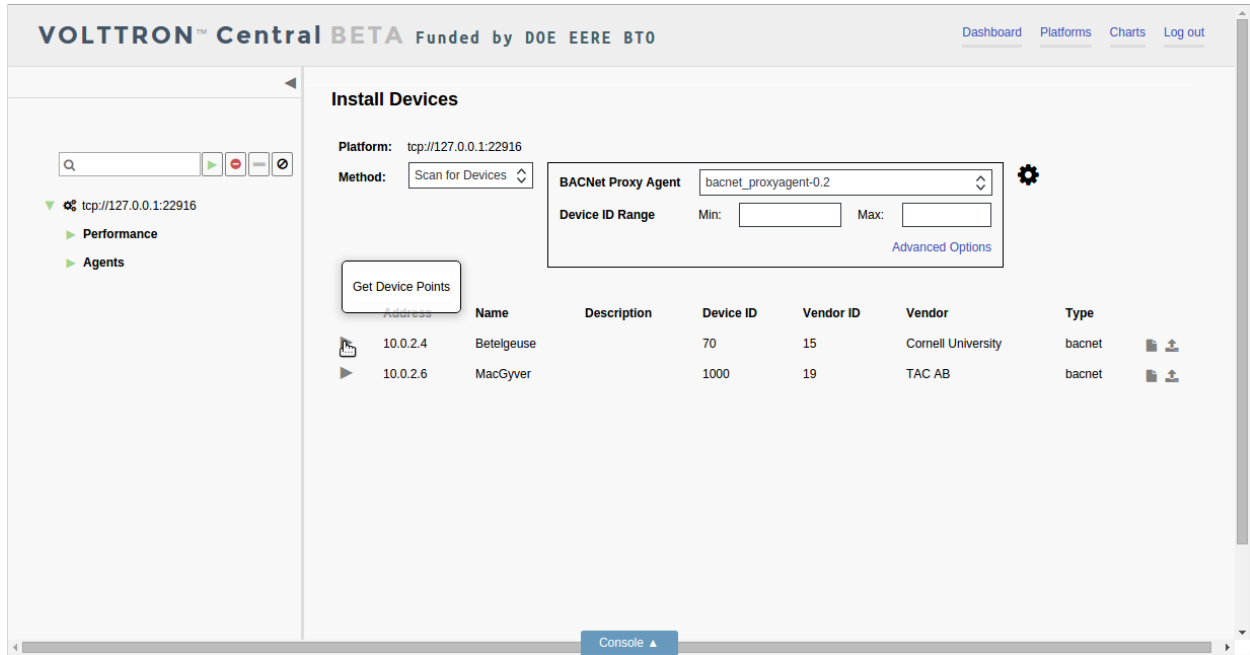 VOLTTRON™ Central BETA Funded by DOE EERE BTO
Dashboard Platforms Charts Log out
Install Devices
Platform: tcp://127.0.0.1:22916
Method: Scan for Devices
BACNet Proxy Agent bacnet_proxyagent-0.2
Device ID Range Min: Max:
Advanced Options
tcp://127.0.0.1:22916
Performance
Agents
Get Device Points
Address Name Description Device ID Vendor ID Vendor Type
10.0.2.4 Betelgeuse 70 15 Cornell University bacnet
10.0.2.6 MacGyver 1000 19 TAC AB bacnet
Console ▲